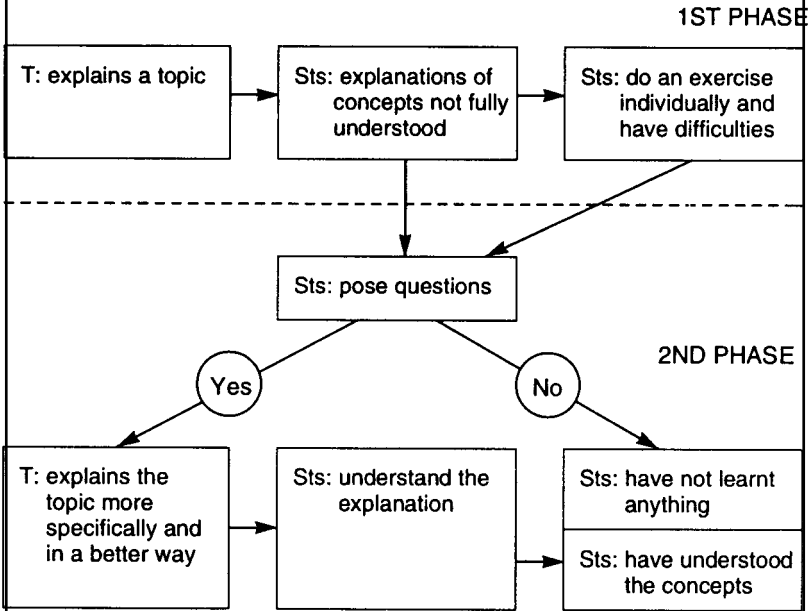 1ST PHASE
T: explains a topic
Sts: explanations of
concepts not fully
understood
Sts: do an exercise
individually and
have difficulties
Sts: pose questions
2ND PHASE
Yes
No
T: explains the
topic more
specifically and
in a better way
Sts: understand the
explanation
Sts: have not learnt
anything
Sts: have understood
the concepts